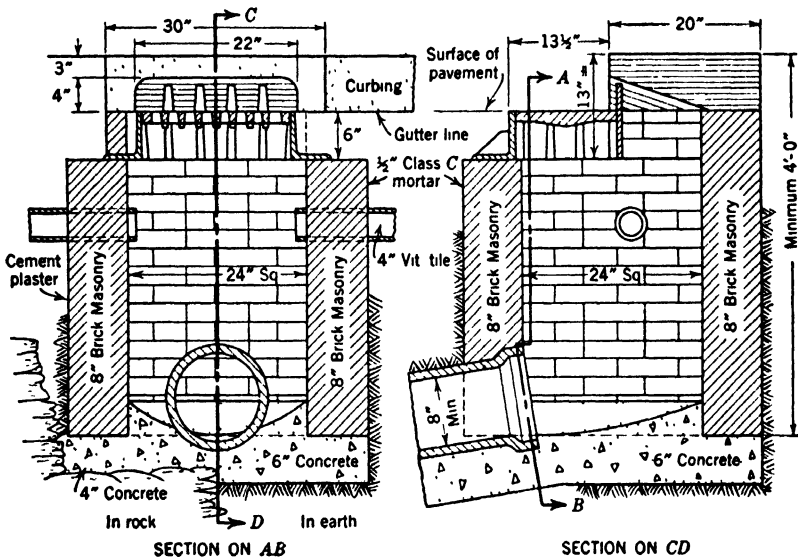 C
30"
22"
3"
4"
Curbing
6"
Gutter line
½" Class C
mortar
8" Brick Masonry
8" Brick Masonry
4" Vit tile
Cement
plaster
24" Sq
6" Concrete
4" Concrete
In rock
D
In earth
SECTION ON AB
20"
13½"
Surface of
pavement
A
13"
Minimum 4'-0"
8" Brick Masonry
8" Brick Masonry
24" Sq
8"
Min
6" Concrete
B
SECTION ON CD